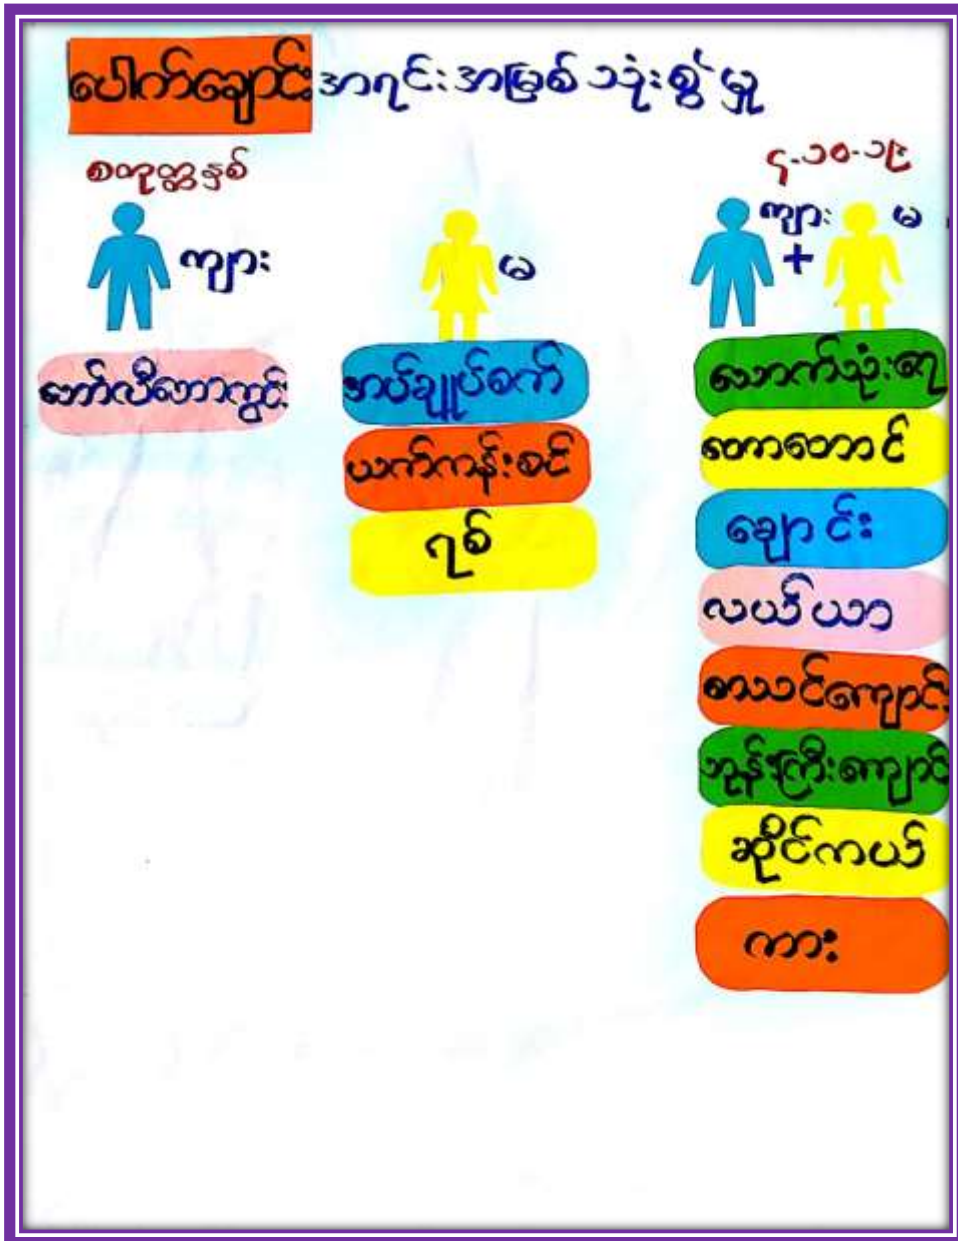 ပေါက်ချောင်း အရင်းအမြစ် သုံးစွဲမှု
စတုတ္ထနှစ်
၄-၁၀-၁၉
ကျား
မ
ကျား + မ
ဘော်လီဘောကွင်း
အပ်ချုပ်စက်
ယက်ကန်းစင်
ဂျစ်
သောက်သုံးရေ
တောတောင်
ချောင်း
လယ်ယာ
စာသင်ကျောင်း
ဘုန်းကြီးကျောင်
ဆိုင်ကယ်
ကား